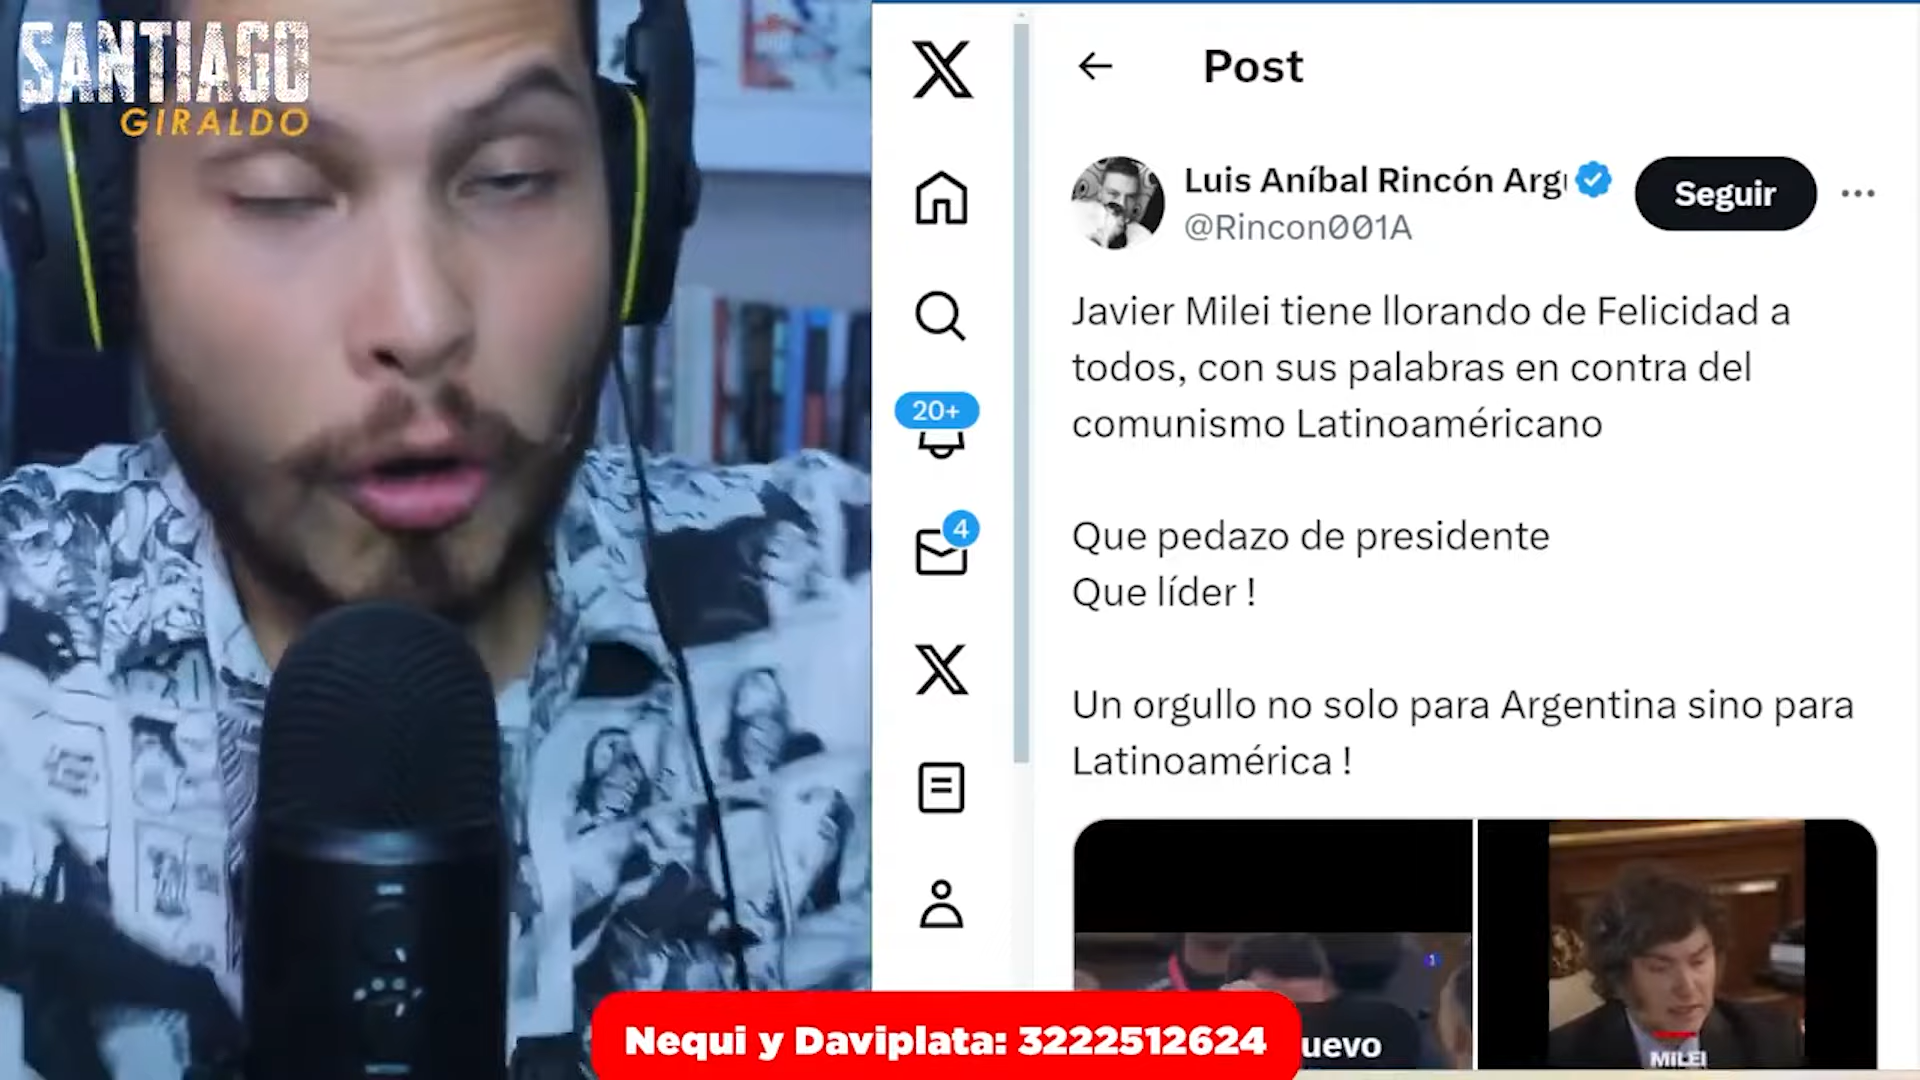 SANTIAGO
GIRALDO
Post
Luis Aníbal Rincón Arg
@Rincon001A
Seguir
Javier Milei tiene llorando de Felicidad a
todos, con sus palabras en contra del
comunismo Latinoaméricano
Que pedazo de presidente
Que líder !
Un orgullo no solo para Argentina sino para
Latinoamérica !
20+
4
1
uevo
MILEI
Nequi y Daviplata: 3222512624